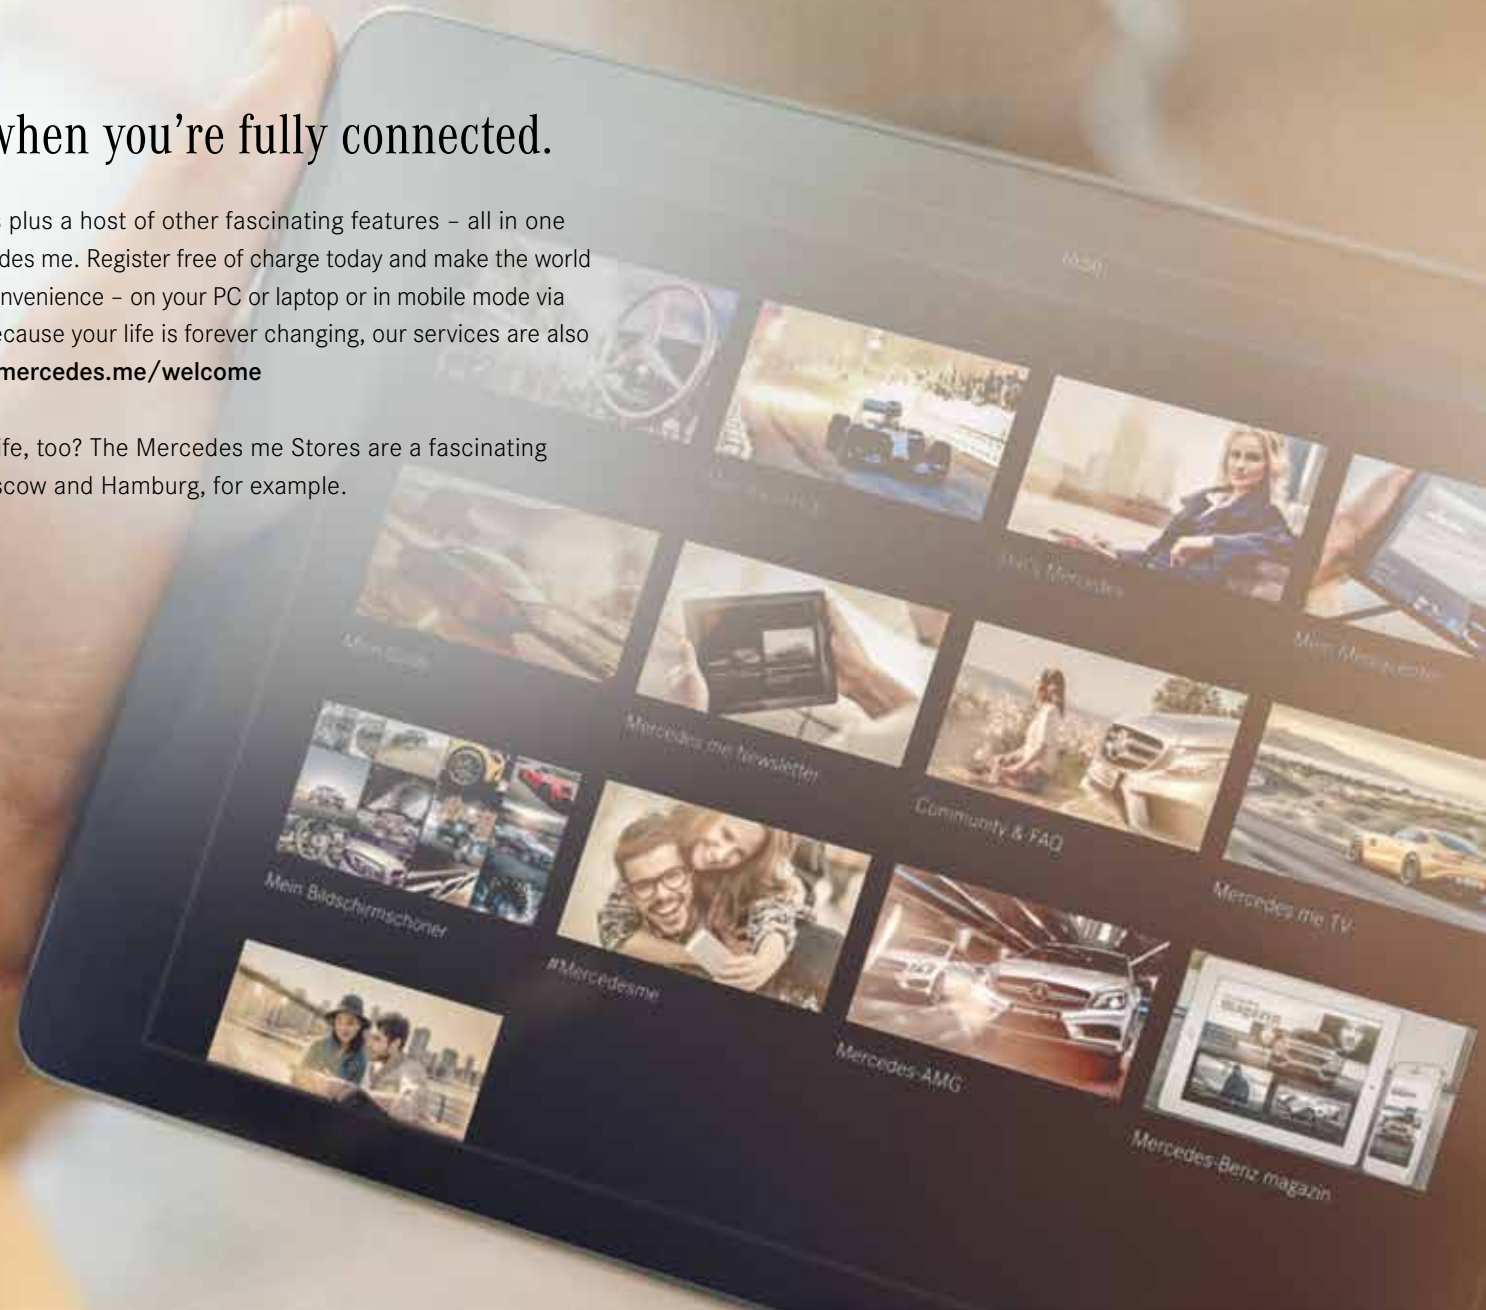 when you're fully connected.
plus a host of other fascinating features – all in one
des me. Register free of charge today and make the world
nvenience – on your PC or laptop or in mobile mode via
ecause your life is forever changing, our services are also
mercedes.me/welcome
ife, too? The Mercedes me Stores are a fascinating
scow and Hamburg, for example.
Mercedes
Mein Mediacenter
Mercedes me Newsletter
Community & FAQ
Mercedes me TV
Mein Bildschirmschoner
#Mercedesme
Mercedes-AMG
Mercedes-Benz magazin